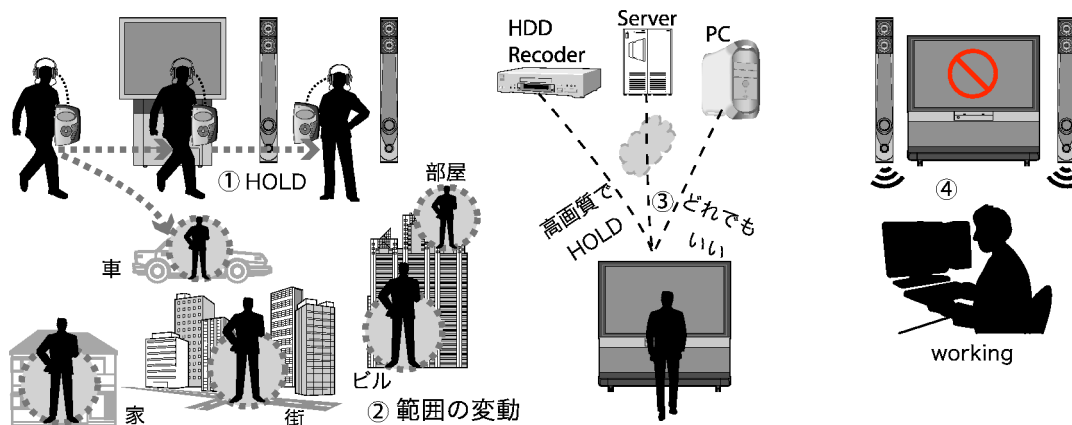 ① HOLD
部屋
車
家
街
ビル
② 範囲の変動
HDD
Recoder
Server
PC
高画質で
HOLD
③
どれでも
いい
④
working